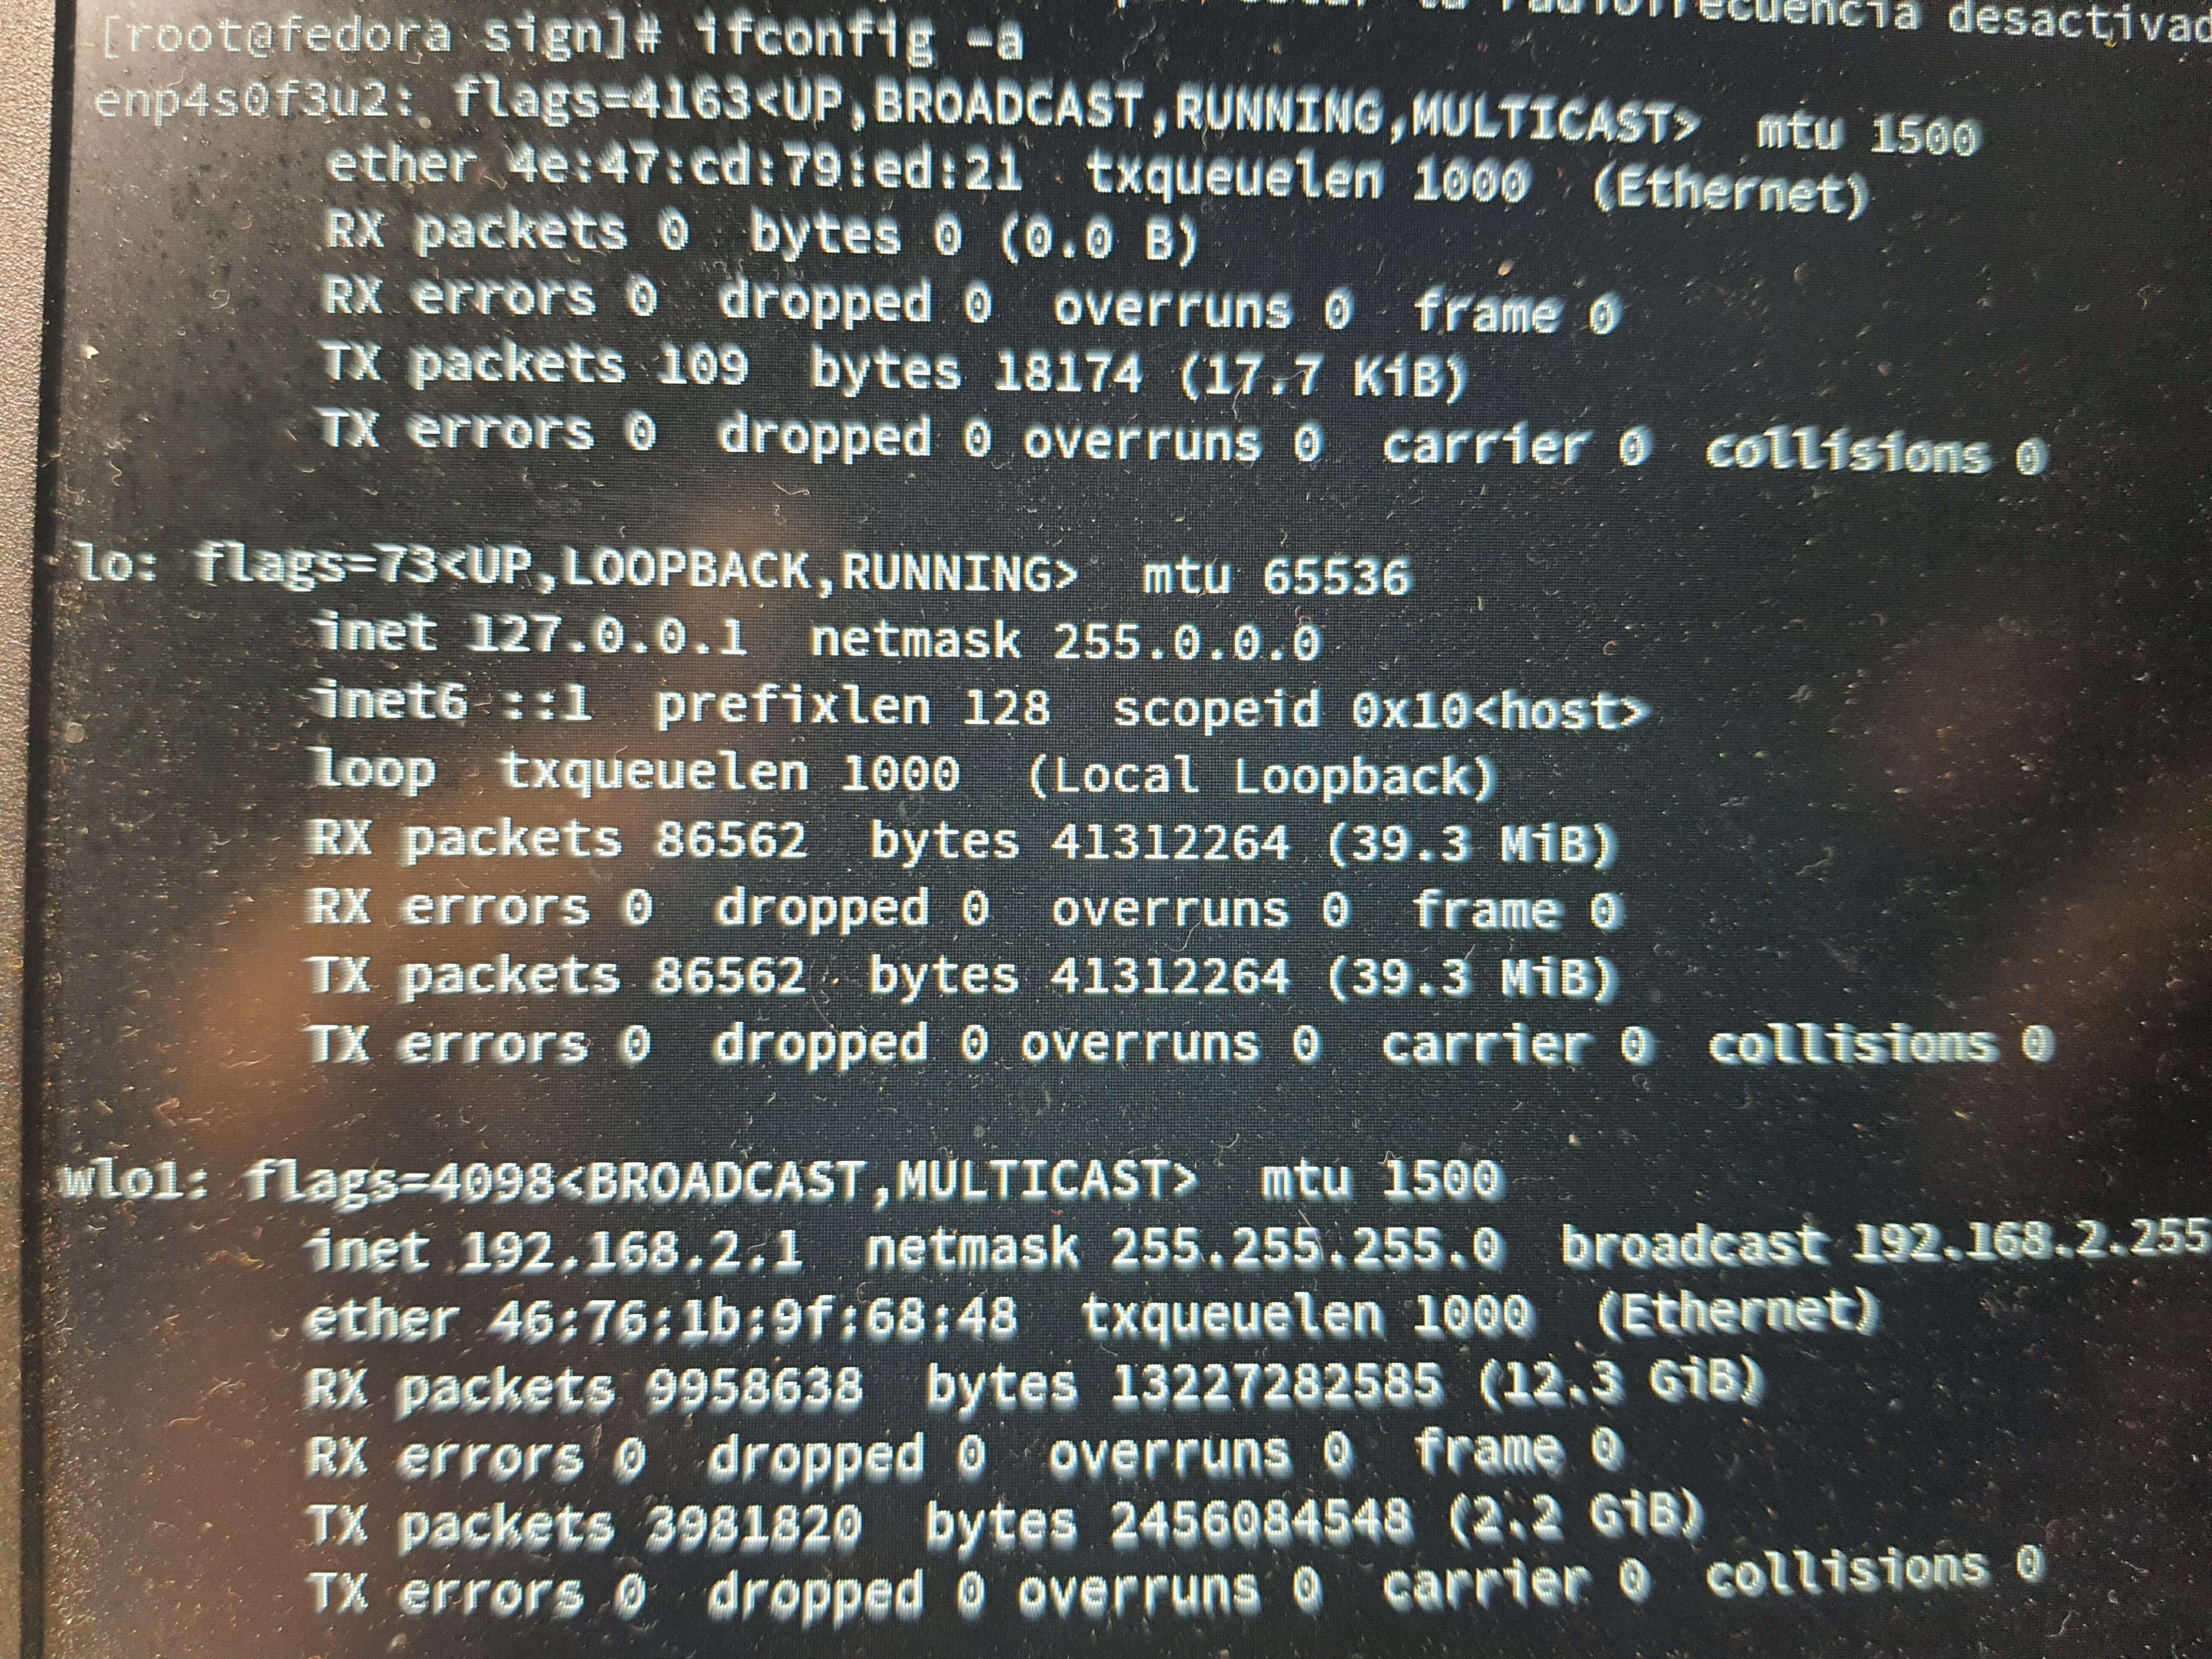 radiofrecuencia desactivad
[root@fedora sign]# ifconfig -a
enp4s0f3u2: flags=4163<UP,BROADCAST,RUNNING,MULTICAST>  mtu 1500
        ether 4e:47:cd:79:ed:21  txqueuelen 1000  (Ethernet)
        RX packets 0  bytes 0 (0.0 B)
        RX errors 0  dropped 0  overruns 0  frame 0
        TX packets 109  bytes 18174 (17.7 KiB)
        TX errors 0  dropped 0 overruns 0  carrier 0  collisions 0

lo: flags=73<UP,LOOPBACK,RUNNING>  mtu 65536
        inet 127.0.0.1  netmask 255.0.0.0
        inet6 ::1  prefixlen 128  scopeid 0x10<host>
        loop  txqueuelen 1000  (Local Loopback)
        RX packets 86562  bytes 41312264 (39.3 MiB)
        RX errors 0  dropped 0  overruns 0  frame 0
        TX packets 86562  bytes 41312264 (39.3 MiB)
        TX errors 0  dropped 0 overruns 0  carrier 0  collisions 0

wlo1: flags=4098<BROADCAST,MULTICAST>  mtu 1500
        inet 192.168.2.1  netmask 255.255.255.0  broadcast 192.168.2.255
        ether 46:76:1b:9f:68:48  txqueuelen 1000  (Ethernet)
        RX packets 9958638  bytes 13227282585 (12.3 GiB)
        RX errors 0  dropped 0  overruns 0  frame 0
        TX packets 3981820  bytes 2456084548 (2.2 GiB)
        TX errors 0  dropped 0 overruns 0  carrier 0  collisions 0